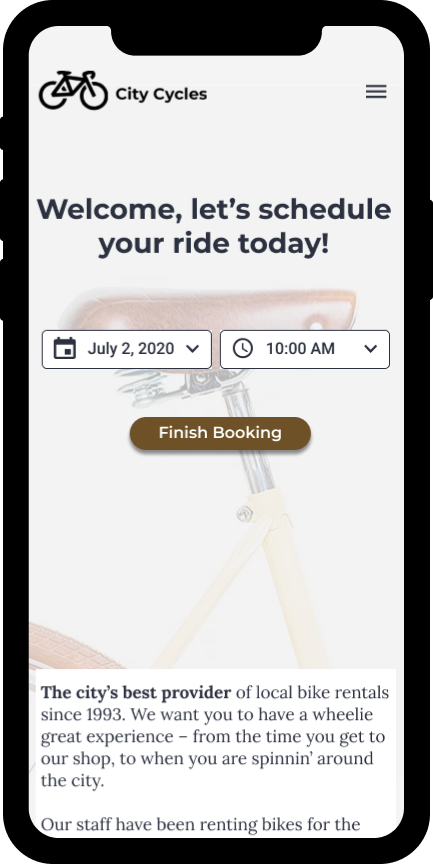 City Cycles
Welcome, let’s schedule
your ride today!
July 2, 2020
10:00 AM
Finish Booking
The city’s best provider of local bike rentals
since 1993. We want you to have a wheelie
great experience – from the time you get to
our shop, to when you are spinnin’ around
the city.
Our staff have been renting bikes for the